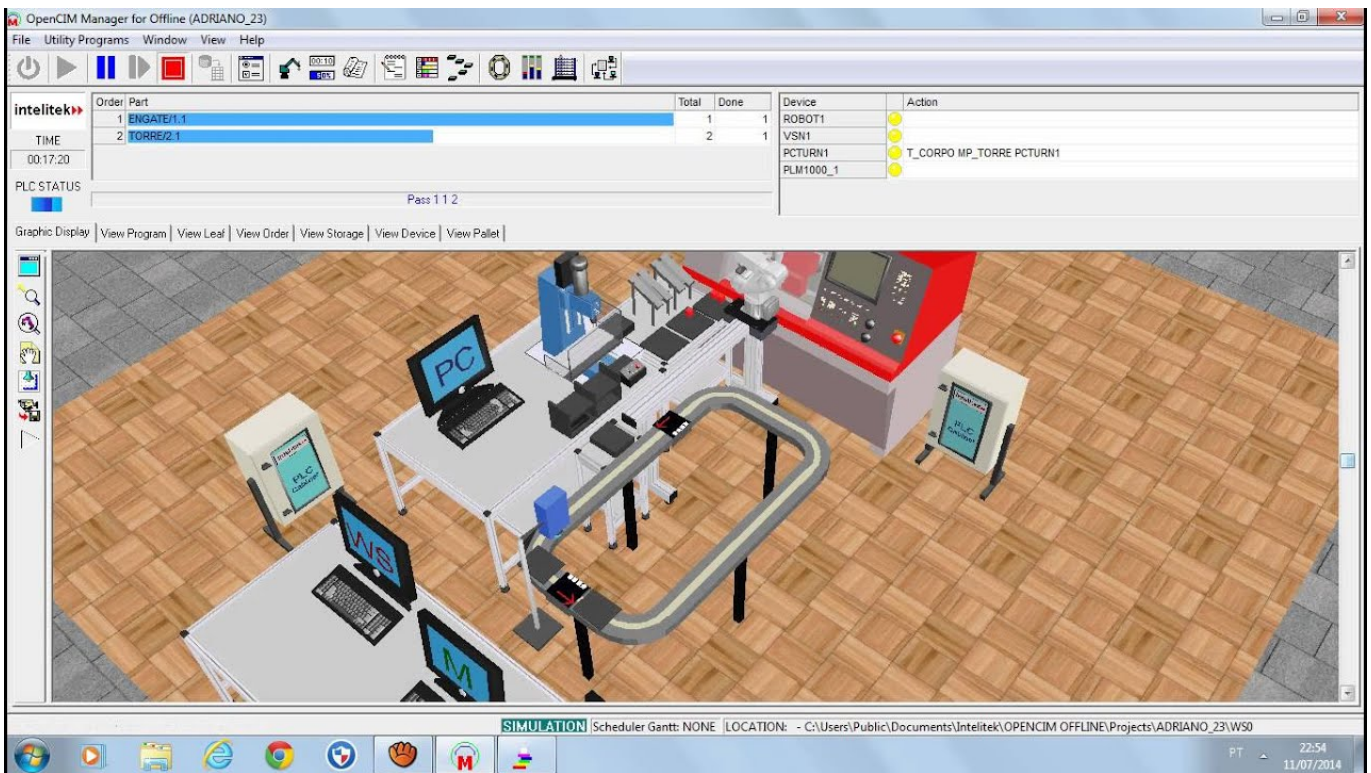 OpenCIM Manager for Offline (ADRIANO_23)
File Utility Programs Window View Help
intelitek
TIME
00:17:20
PLC STATUS
Order Part Total Done
1 ENGATE/1.1 1 1
2 TORRE/2.1 2 1
Pass 1 1 2
Device Action
ROBOT1
VSN1
PCTURN1 T_CORPO MP_TORRE PCTURN1
PLM1000_1
Graphic Display View Program View Leaf View Order View Storage View Device View Pallet
PC
PLC
Cabinet
PLC
Cabinet
WS
M
SIMULATION Scheduler Gantt: NONE LOCATION: - C:\Users\Public\Documents\Intelitek\OPENCIM OFFLINE\Projects\ADRIANO_23\WS0
PT 22:54
11/07/2014